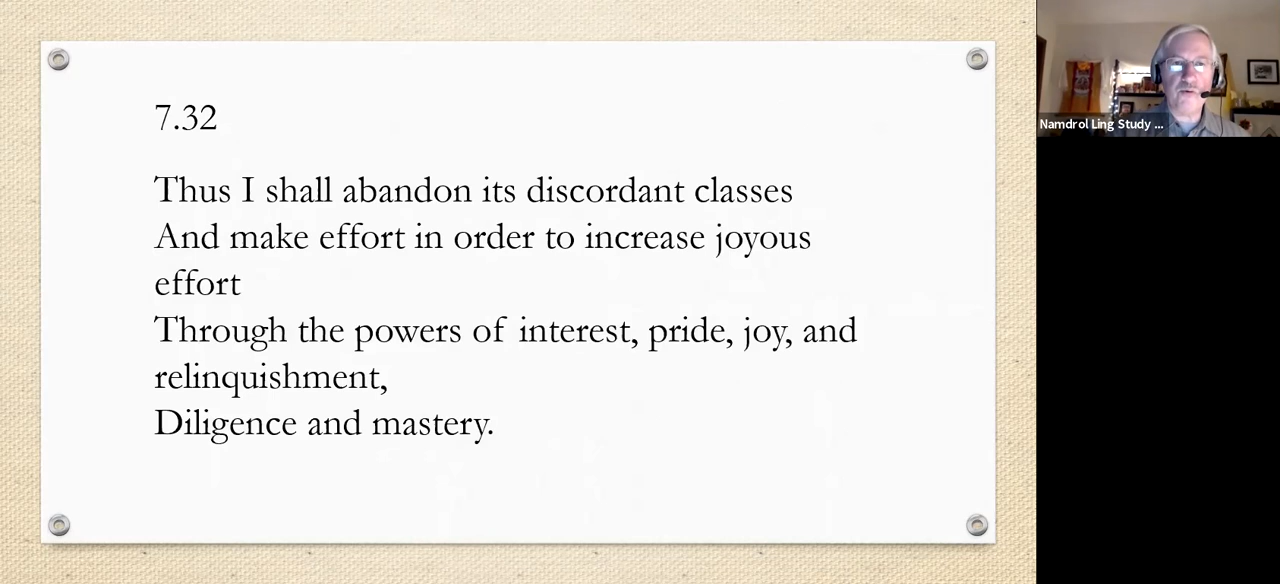 7.32
Thus I shall abandon its discordant classes
And make effort in order to increase joyous
effort
Through the powers of interest, pride, joy, and
relinquishment,
Diligence and mastery.
Namdrol Ling Study ...